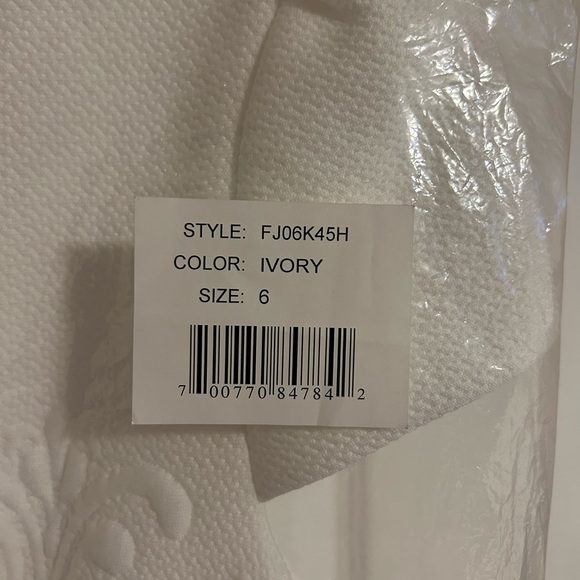 STYLE: FJ06K45H
COLOR: IVORY
SIZE: 6
7 00770 84784 2